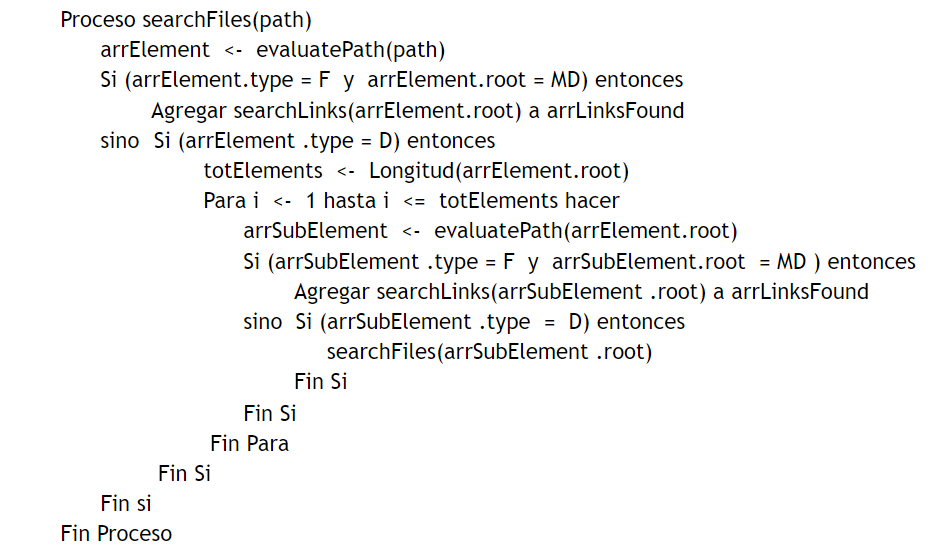 Proceso searchFiles(path)
arrElement <- evaluatePath(path)
Si (arrElement.type = F y arrElement.root = MD) entonces
Agregar searchLinks(arrElement.root) a arrLinksFound
sino Si (arrElement .type = D) entonces
totElements <- Longitud(arrElement.root)
Para i <- 1 hasta i <= totElements hacer
arrSubElement <- evaluatePath(arrElement.root)
Si (arrSubElement .type = F y arrSubElement.root = MD ) entonces
Agregar searchLinks(arrSubElement .root) a arrLinksFound
sino Si (arrSubElement .type = D) entonces
searchFiles(arrSubElement .root)
Fin Si
Fin Si
Fin Para
Fin Si
Fin si
Fin Proceso